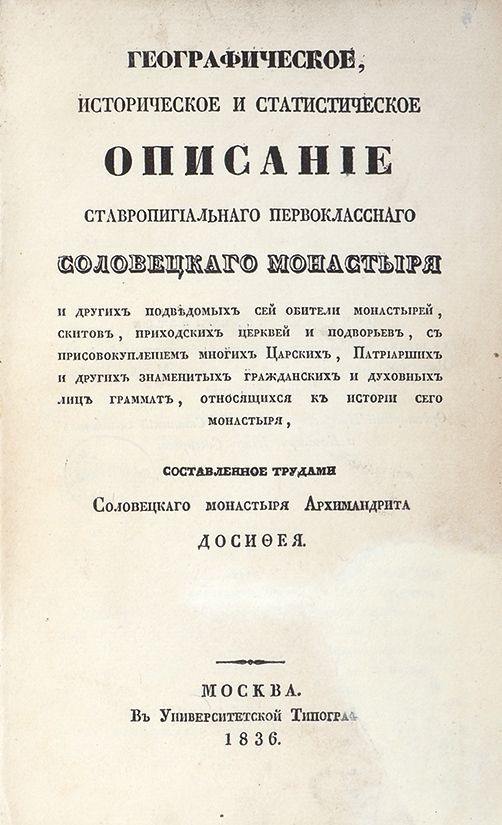 ГЕОГРАФИЧЕСКОЕ,
ИСТОРИЧЕСКОЕ И СТАТИСТИЧЕСКОЕ
ОПИСАНІЕ
СТАВРОПИГІАЛЬНАГО ПЕРВОКЛАССНАГО
СОЛОВЕЦКАГО МОНАСТЫРЯ
И ДРУГИХЪ ПОДВѢДОМЫХЪ СЕЙ ОБИТЕЛИ МОНАСТЫРЕЙ,
СКИТОВЪ, ПРИХОДСКИХЪ ЦЕРКВЕЙ И ПОДВОРЬЕВЪ, СЪ
ПРИСОВОКУПЛЕНІЕМЪ МНОГИХЪ ЦАРСКИХЪ, ПАТРІАРШИХЪ
И ДРУГИХЪ ЗНАМЕНИТЫХЪ ГРАЖДАНСКИХЪ И ДУХОВНЫХЪ
ЛИЦЪ ГРАММАТЪ, ОТНОСЯЩИХСЯ КЪ ИСТОРІИ СЕГО
МОНАСТЫРЯ,
СОСТАВЛЕННОЕ ТРУДАМИ
СОЛОВЕЦКАГО МОНАСТЫРЯ АРХИМАНДРИТА
ДОСИѲЕЯ.
МОСКВА.
ВЪ УНИВЕРСИТЕТСКОЙ ТИПОГРА
1836.